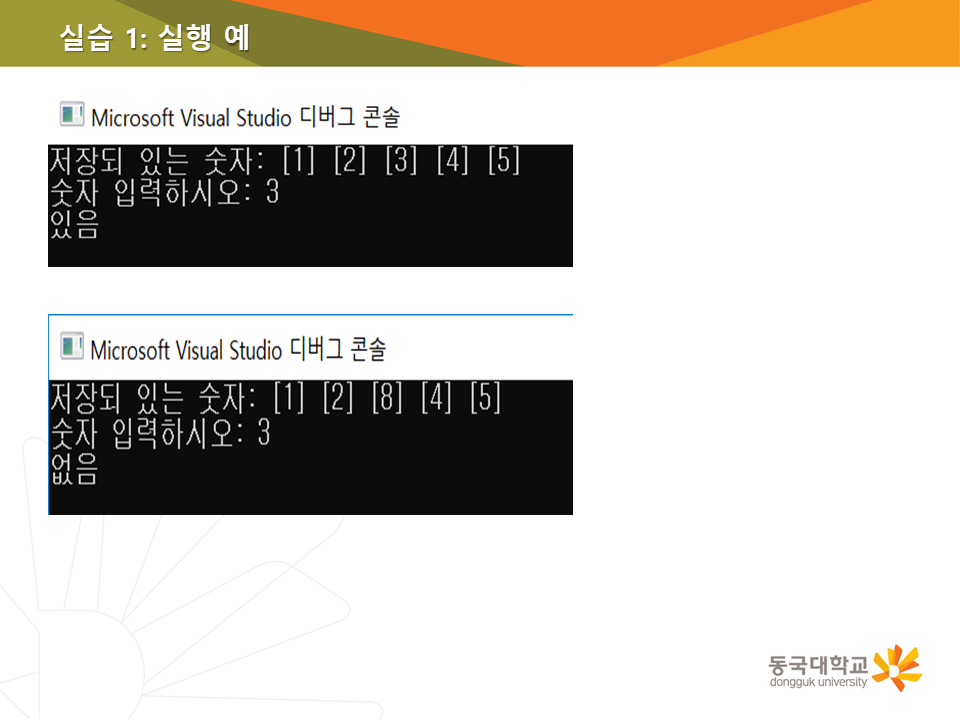 실습 1: 실행 예
Microsoft Visual Studio 디버그 콘솔
저장되 있는 숫자: [1] [2] [3] [4] [5]
숫자 입력하시오: 3
있음
Microsoft Visual Studio 디버그 콘솔
저장되 있는 숫자: [1] [2] [8] [4] [5]
숫자 입력하시오: 3
없음
동국대학교
dongguk university